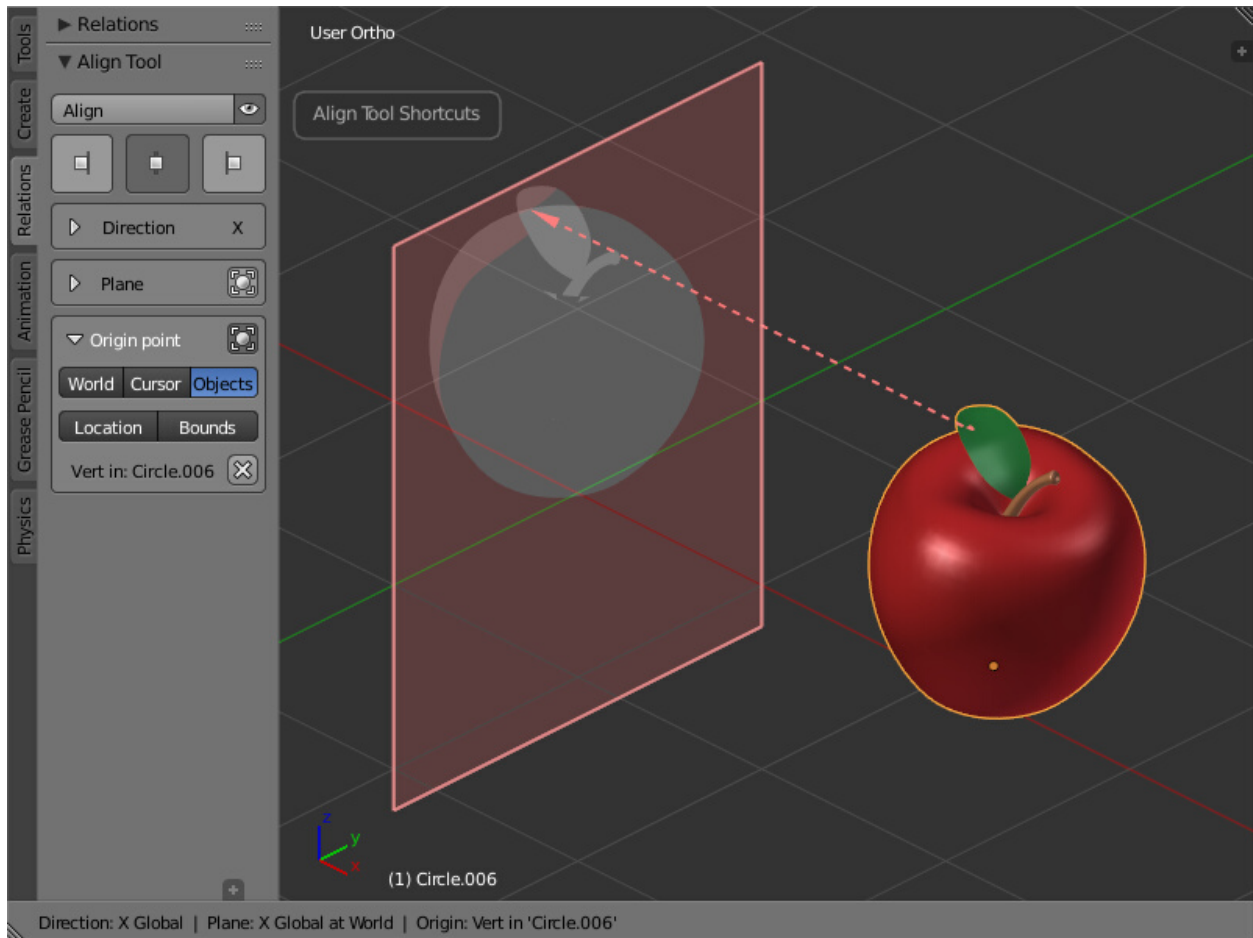 Tools
Create
Relations
Animation
Grease Pencil
Physics
Relations
Align Tool
Align
Direction X
Plane
Origin point
World Cursor Objects
Location Bounds
Vert in: Circle.006
User Ortho
Align Tool Shortcuts
z
y
x
(1) Circle.006
Direction: X Global | Plane: X Global at World | Origin: Vert in 'Circle.006'